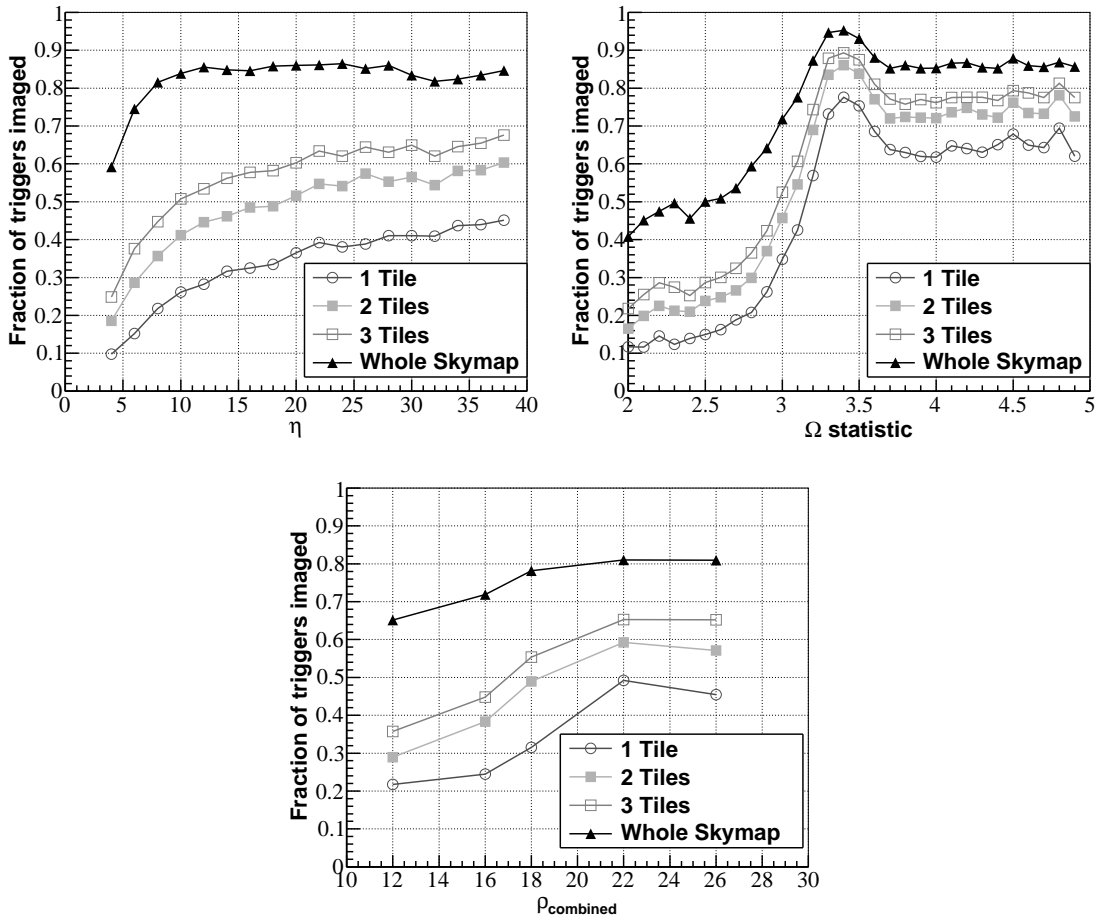 Fraction of triggers imaged
1
0.9
0.8
0.7
0.6
0.5
0.4
0.3
0.2
0.1
0
0 5 10 15 20 25 30 35 40
η
1 Tile
2 Tiles
3 Tiles
Whole Skymap
Fraction of triggers imaged
1
0.9
0.8
0.7
0.6
0.5
0.4
0.3
0.2
0.1
0
2 2.5 3 3.5 4 4.5 5
Ω statistic
1 Tile
2 Tiles
3 Tiles
Whole Skymap
Fraction of triggers imaged
1
0.9
0.8
0.7
0.6
0.5
0.4
0.3
0.2
0.1
0
10 12 14 16 18 20 22 24 26 28 30
ρcombined
1 Tile
2 Tiles
3 Tiles
Whole Skymap